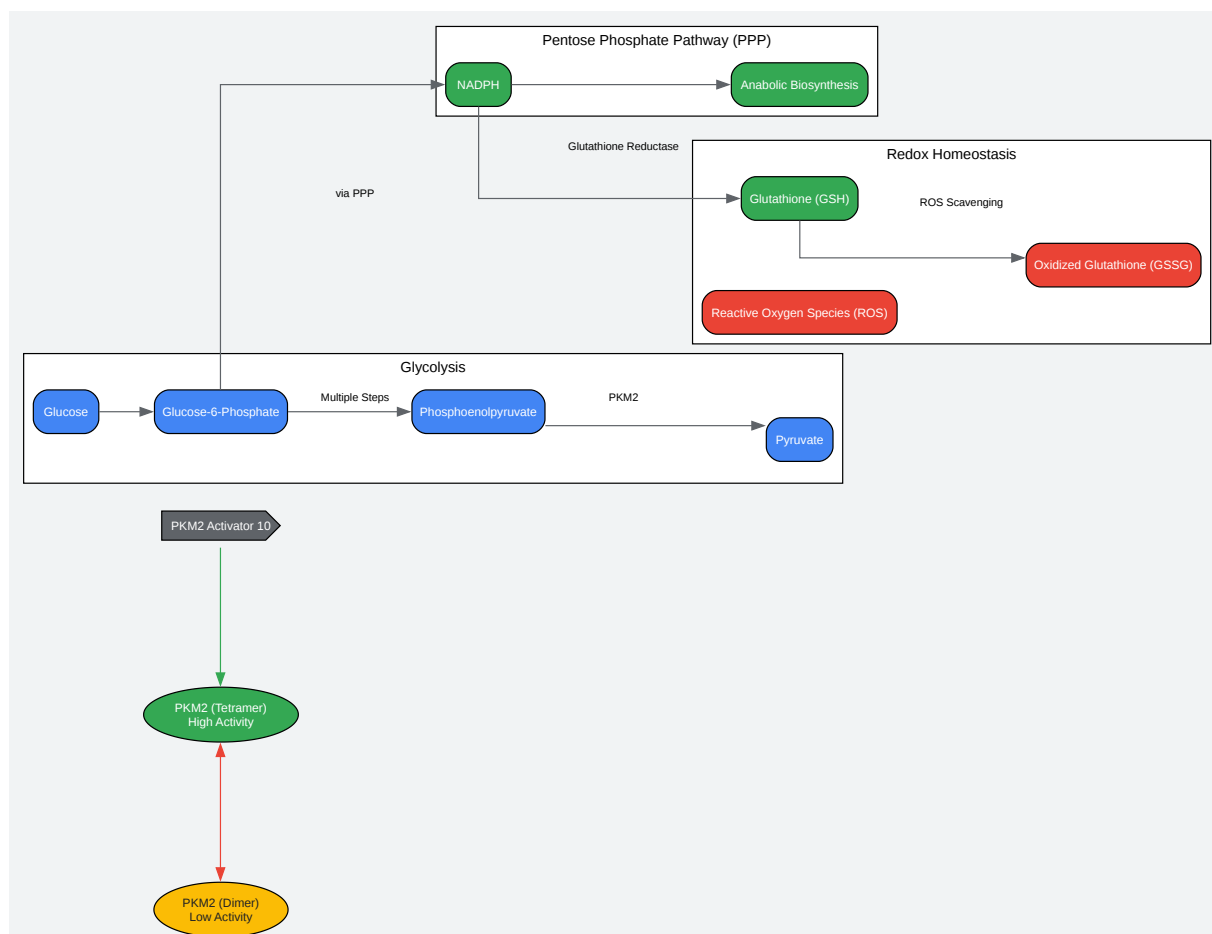 Pentose Phosphate Pathway (PPP)
NADPH
Anabolic Biosynthesis
Glutathione Reductase
Redox Homeostasis
via PPP
Glutathione (GSH)
ROS Scavenging
Oxidized Glutathione (GSSG)
Reactive Oxygen Species (ROS)
Glycolysis
Glucose
Glucose-6-Phosphate
Multiple Steps
Phosphoenolpyruvate
PKM2
Pyruvate
PKM2 Activator 10
PKM2 (Tetramer)
High Activity
PKM2 (Dimer)
Low Activity